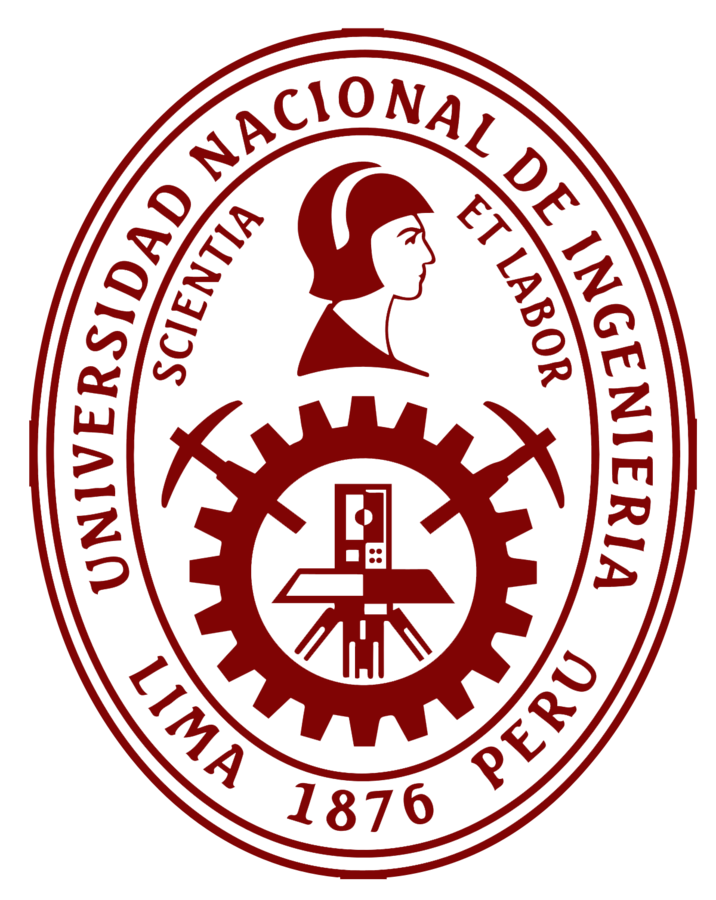 UNIVERSIDAD NACIONAL DE INGENIERIA
SCIENTIA ET LABOR
LIMA 1876 PERU